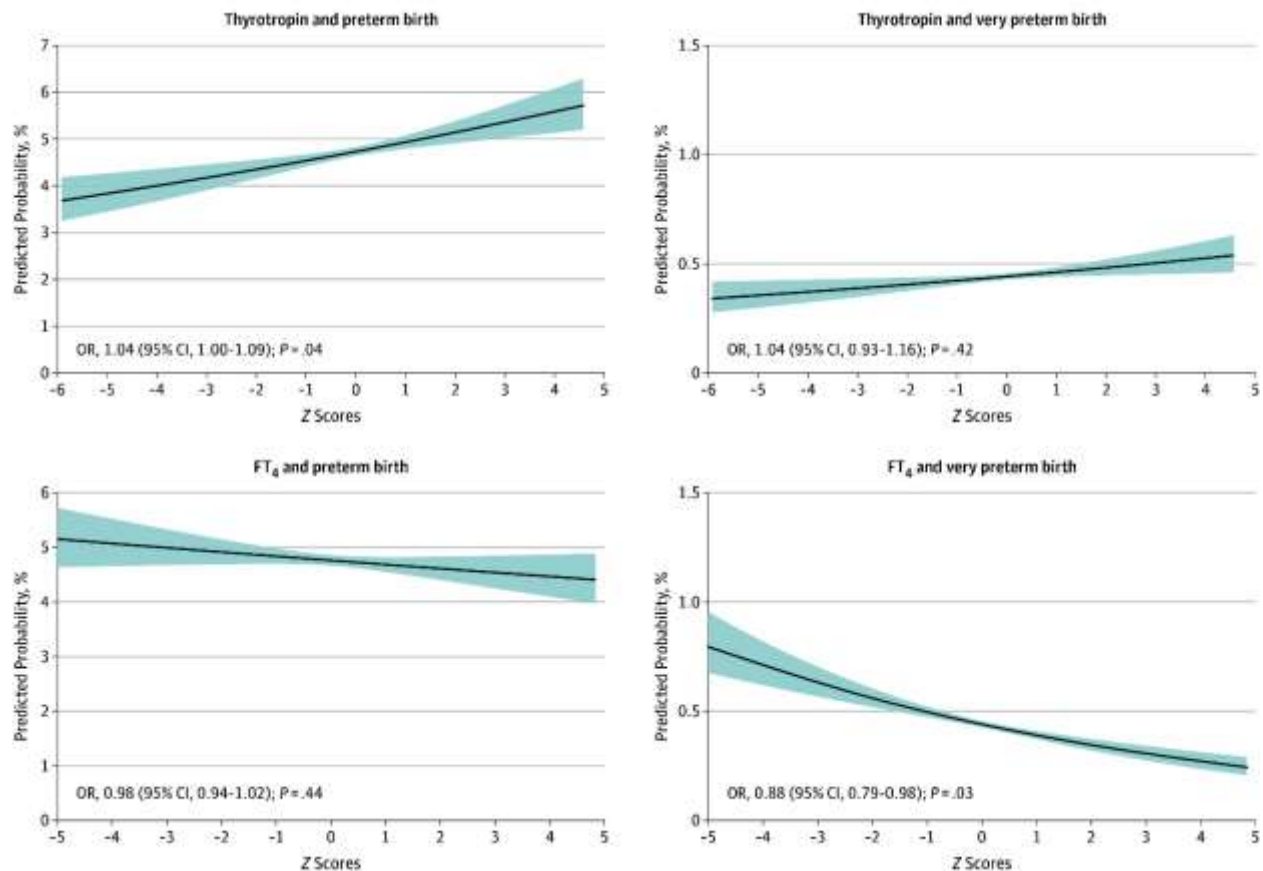 Thyrotropin and preterm birth
7
6
5
4
3
2
1
0
Predicted Probability, %
OR, 1.04 (95% CI, 1.00-1.09); P = .04
-6 -5 -4 -3 -2 -1 0 1 2 3 4 5
Z Scores
Thyrotropin and very preterm birth
1.5
1.0
0.5
0
Predicted Probability, %
OR, 1.04 (95% CI, 0.93-1.16); P = .42
-6 -5 -4 -3 -2 -1 0 1 2 3 4 5
Z Scores
FT4 and preterm birth
6
5
4
3
2
1
0
Predicted Probability, %
OR, 0.98 (95% CI, 0.94-1.02); P = .44
-5 -4 -3 -2 -1 0 1 2 3 4 5
Z Scores
FT4 and very preterm birth
1.5
1.0
0.5
0
Predicted Probability, %
OR, 0.88 (95% CI, 0.79-0.98); P = .03
-5 -4 -3 -2 -1 0 1 2 3 4 5
Z Scores